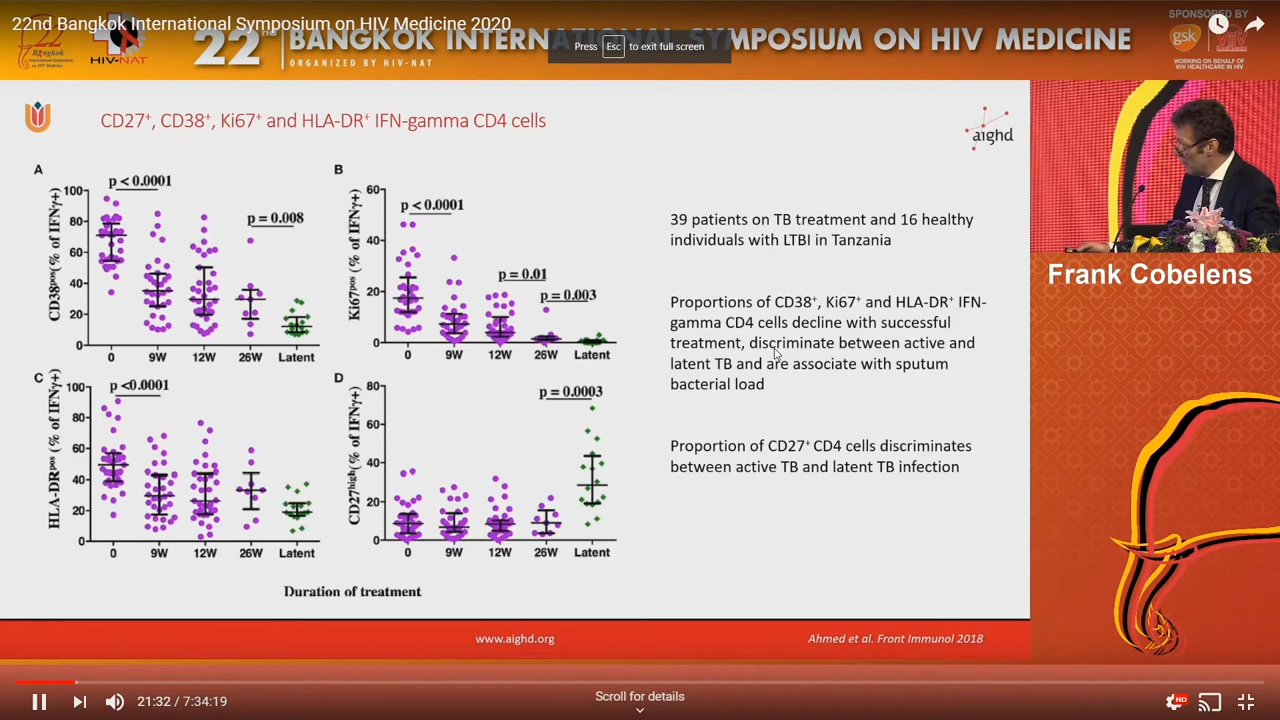 22nd Bangkok International Symposium on HIV Medicine 2020
SPONSORED BY
22nd BANGKOK INTERNATIONAL SYMPOSIUM ON HIV MEDICINE
ORGANIZED BY HIV-NAT
Press Esc to exit full screen
HIV-NAT
gsk
WORKING ON BEHALF OF
VIIV HEALTHCARE IN HIV
CD27+, CD38+, Ki67+ and HLA-DR+ IFN-gamma CD4 cells
aighd
A
CD38pos(% of IFNγ+)
100
80
60
40
20
0
p < 0.0001
p = 0.008
0 9W 12W 26W Latent
B
Ki67pos (% of IFNγ+)
60
40
20
0
p < 0.0001
p = 0.01
p = 0.003
0 9W 12W 26W Latent
C
HLA-DRpos (% of IFNγ+)
100
80
60
40
20
0
p <0.0001
0 9W 12W 26W Latent
D
CD27high(% of IFNγ+)
80
60
40
20
0
p = 0.0003
0 9W 12W 26W Latent
Duration of treatment
39 patients on TB treatment and 16 healthy
individuals with LTBI in Tanzania
Proportions of CD38+, Ki67+ and HLA-DR+ IFN-
gamma CD4 cells decline with successful
treatment, discriminate between active and
latent TB and are associate with sputum
bacterial load
Proportion of CD27+ CD4 cells discriminates
between active TB and latent TB infection
Frank Cobelens
www.aighd.org
Ahmed et al. Front Immunol 2018
21:32 / 7:34:19
Scroll for details
HD